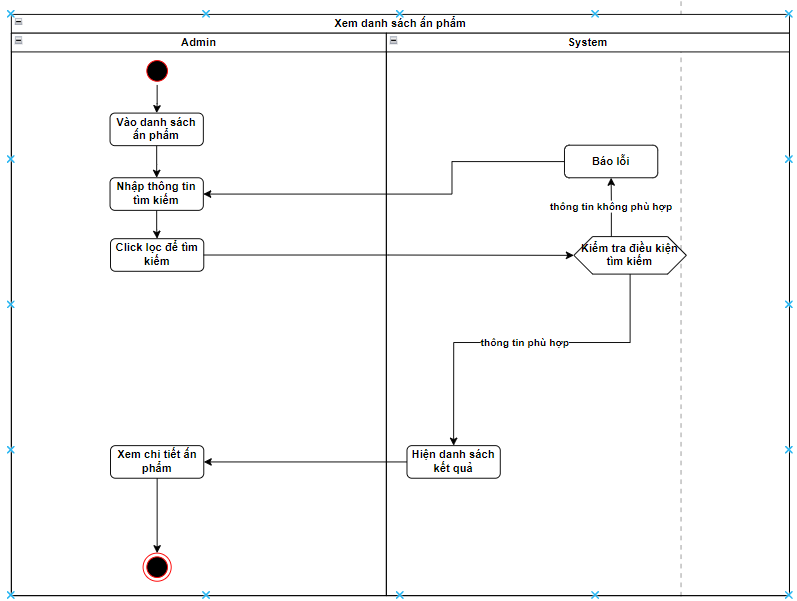 Xem danh sách ấn phẩm
Admin
System
Vào danh sách
ấn phẩm
Báo lỗi
Nhập thông tin
tìm kiếm
thông tin không phù hợp
Click lọc để tìm
kiếm
Kiểm tra điều kiện
tìm kiếm
thông tin phù hợp
Xem chi tiết ấn
phẩm
Hiện danh sách
kết quả